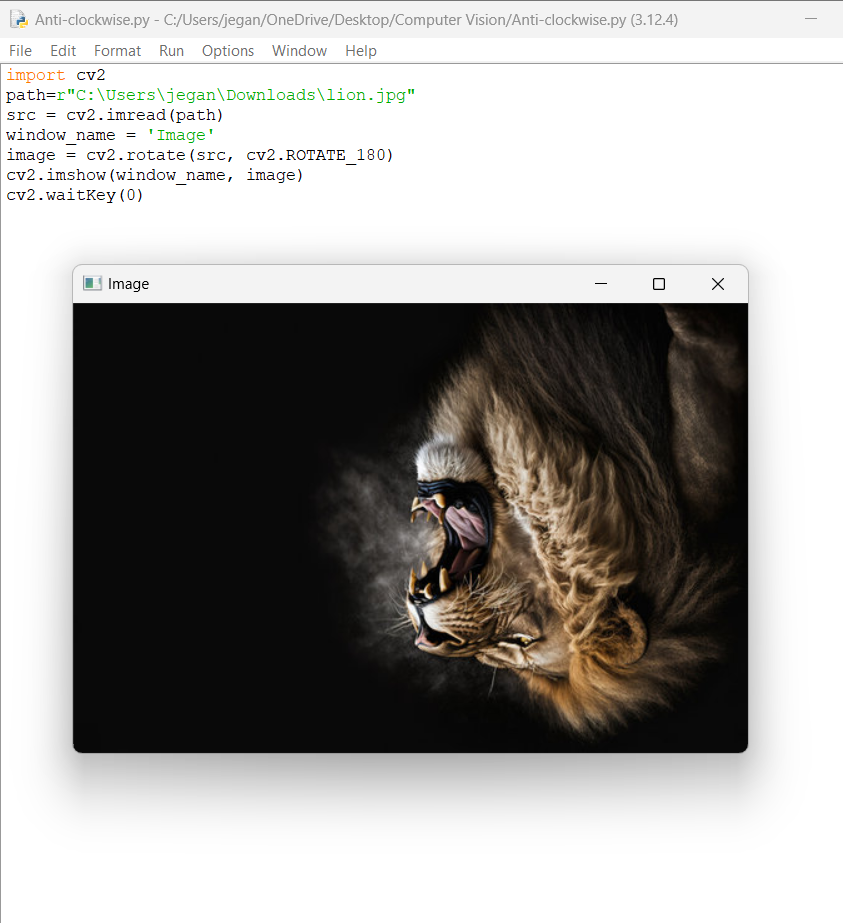 Anti-clockwise.py - C:/Users/jegan/OneDrive/Desktop/Computer Vision/Anti-clockwise.py (3.12.4)
File Edit Format Run Options Window Help
import cv2
path=r"C:\Users\jegan\Downloads\lion.jpg"
src = cv2.imread(path)
window_name = 'Image'
image = cv2.rotate(src, cv2.ROTATE_180)
cv2.imshow(window_name, image)
cv2.waitKey(0)
Image